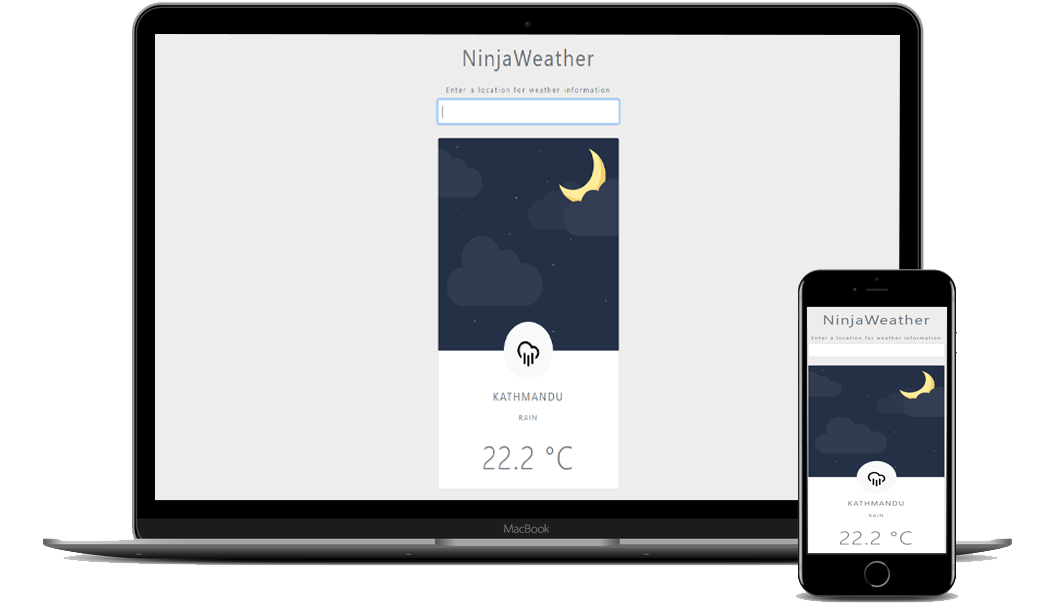 NinjaWeather
Enter a location for weather information
KATHMANDU
RAIN
22.2 °C
MacBook
NinjaWeather
Enter a location for weather information
KATHMANDU
RAIN
22.2 °C